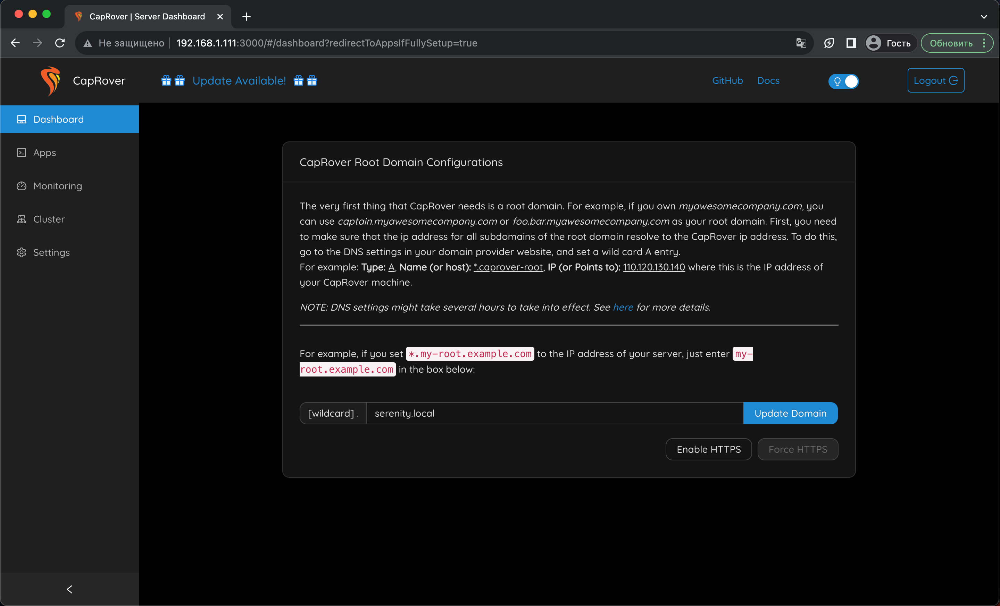 CapRover | Server Dashboard
Не защищено 192.168.1.111:3000/#/dashboard?redirectToAppsIfFullySetup=true
Гость
Обновить
CapRover
Update Available!
GitHub
Docs
Logout
Dashboard
Apps
Monitoring
Cluster
Settings
CapRover Root Domain Configurations
The very first thing that CapRover needs is a root domain. For example, if you own myawesomecompany.com, you
can use captain.myawesomecompany.com or foo.bar.myawesomecompany.com as your root domain. First, you need
to make sure that the ip address for all subdomains of the root domain resolve to the CapRover ip address. To do this,
go to the DNS settings in your domain provider website, and set a wild card A entry.
For example: Type: A, Name (or host): *.caprover-root, IP (or Points to): 110.120.130.140 where this is the IP address of
your CapRover machine.
NOTE: DNS settings might take several hours to take into effect. See here for more details.
For example, if you set *.my-root.example.com to the IP address of your server, just enter my-
root.example.com in the box below:
[wildcard] . serenity.local Update Domain
Enable HTTPS Force HTTPS